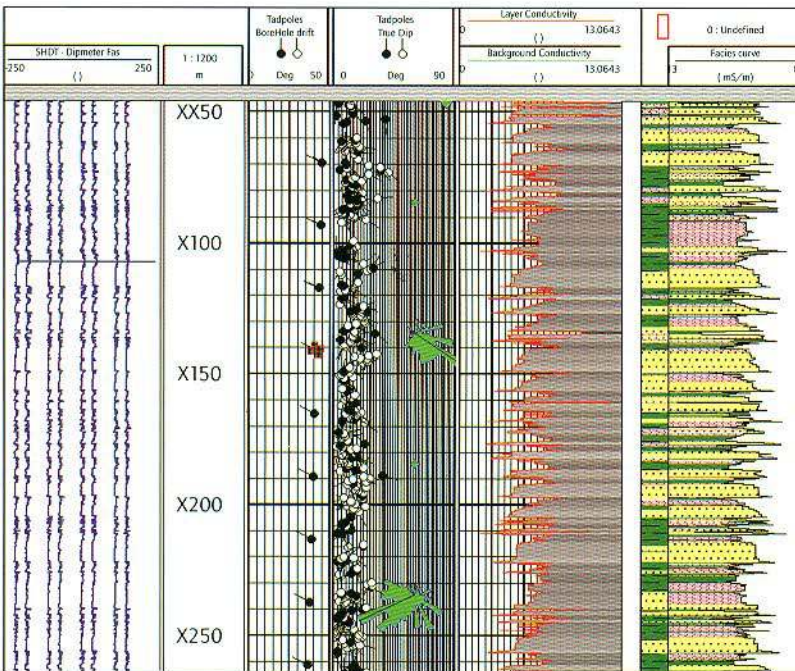 SHDT - Dipmeter Fas
-250 ( ) 250
1 : 1200
m
Tadpoles
BoreHole drift
0 Deg 50
Tadpoles
True Dip
0 Deg 90
Layer Conductivity
0 ( ) 13.0643
Background Conductivity
0 ( ) 13.0643
0 : Undefined
Facies curve
( mS/m)
XX50
X100
X150
X200
X250